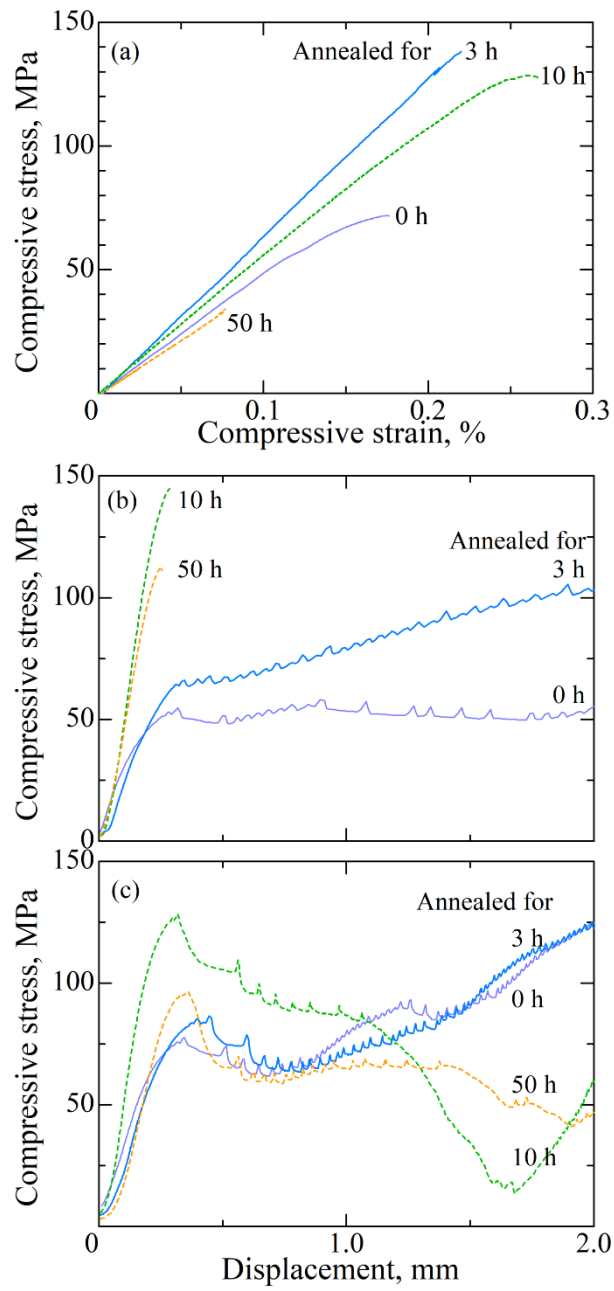 150
(a)
Annealed for
3 h
10 h
100
0 h
50
50 h
0
0.1
0.2
0.3
Compressive stress, MPa
Compressive strain, %
150
(b)
10 h
Annealed for
50 h
3 h
100
0 h
50
0
Compressive stress, MPa
150
(c)
Annealed for
3 h
0 h
100
50 h
50
10 h
0
1.0
2.0
Compressive stress, MPa
Displacement, mm